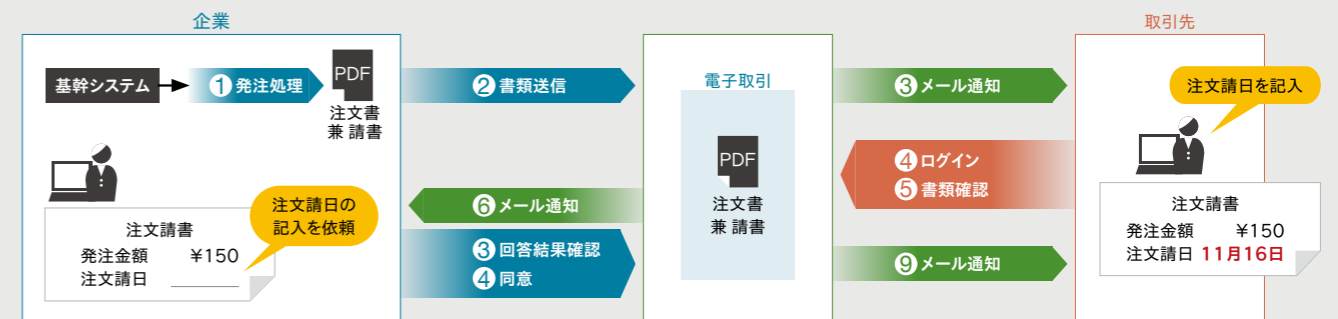 企業
基幹システム
①発注処理
PDF
注文書
兼 請書
注文請日の
記入を依頼
注文請書
発注金額 ¥150
注文請日
②書類送信
⑥メール通知
③回答結果確認
④同意
電子取引
PDF
注文書
兼 請書
③メール通知
④ログイン
⑤書類確認
⑨メール通知
取引先
注文請日を記入
注文請書
発注金額 ¥150
注文請日 11月16日